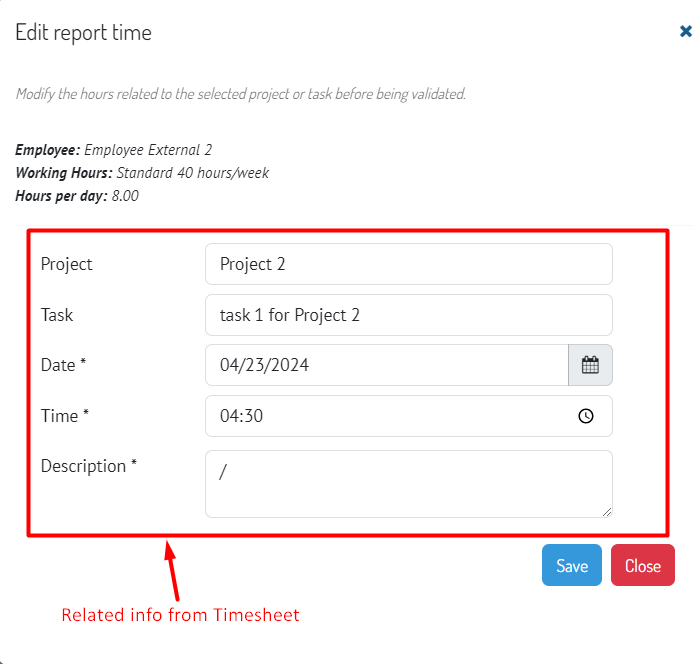 Edit report time
Modify the hours related to the selected project or task before being validated.
Employee: Employee External 2
Working Hours: Standard 40 hours/week
Hours per day: 8.00
Project Project 2
Task task 1 for Project 2
Date * 04/23/2024
Time * 04:30
Description * /
Save Close
Related info from Timesheet